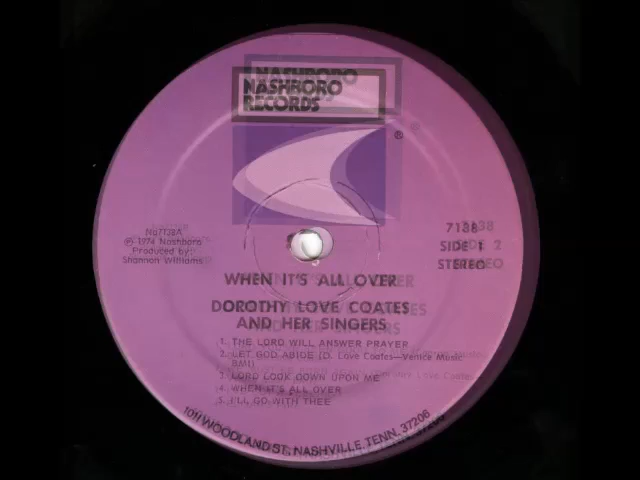 NASHBORO
RECORDS
®
Na7138A
℗ 1974 Nashboro
Produced by:
Shannon Williams
7138
SIDE 1 2
STEREO
WHEN IT'S ALL OVER
DOROTHY LOVE COATES
AND HER SINGERS
1. THE LORD WILL ANSWER PRAYER
2. LET GOD ABIDE (D. Love Coates—Venice Music
BMI)
3. LORD LOOK DOWN UPON ME
4. WHEN IT'S ALL OVER
5. I'LL GO WITH THEE
1011 WOODLAND ST. NASHVILLE, TENN. 37206